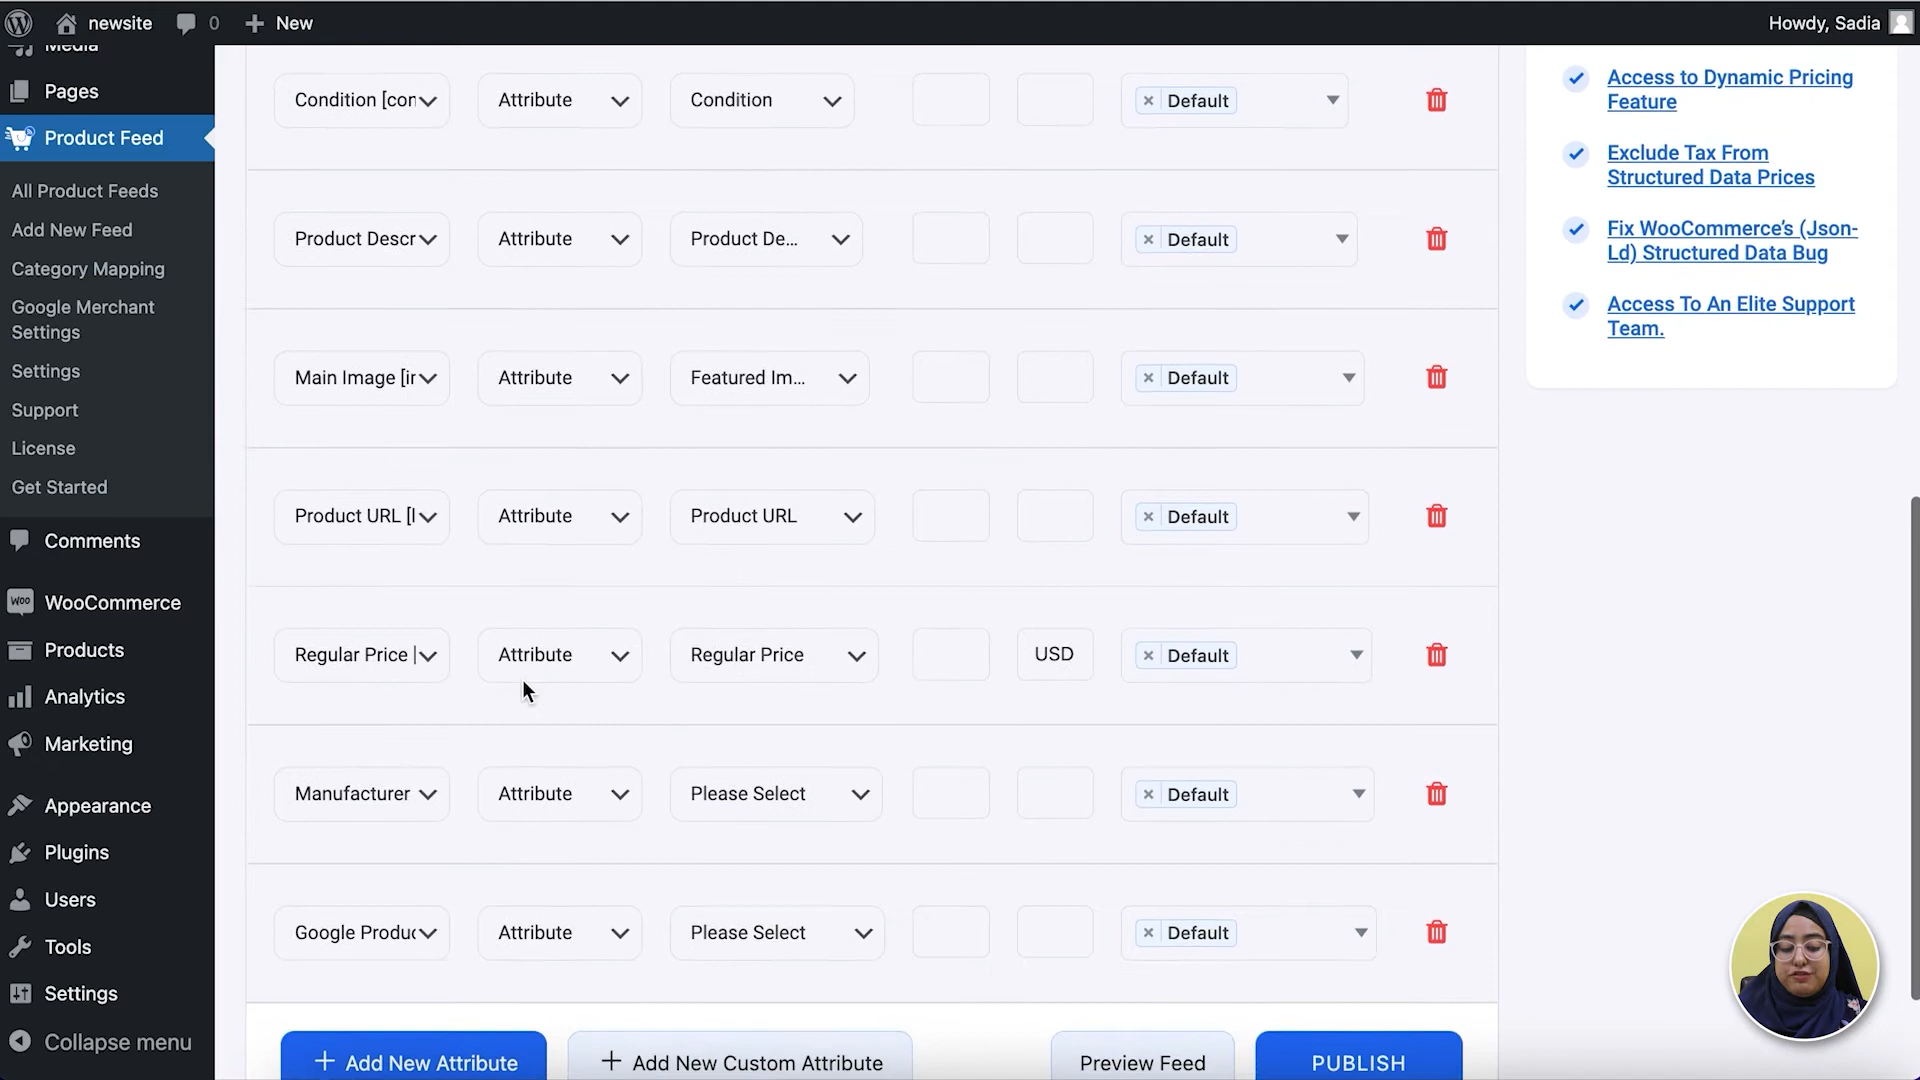 newsite
0
New
Howdy, Sadia
Media
Pages
Product Feed
All Product Feeds
Add New Feed
Category Mapping
Google Merchant
Settings
Settings
Support
License
Get Started
Comments
WooCommerce
Products
Analytics
Marketing
Appearance
Plugins
Users
Tools
Settings
Collapse menu
Condition [con Attribute Condition × Default
Product Descr Attribute Product De... × Default
Main Image [ir Attribute Featured Im... × Default
Product URL [l Attribute Product URL × Default
Regular Price | Attribute Regular Price USD × Default
Manufacturer Attribute Please Select × Default
Google Produc Attribute Please Select × Default
+ Add New Attribute + Add New Custom Attribute Preview Feed PUBLISH
Access to Dynamic Pricing
Feature
Exclude Tax From
Structured Data Prices
Fix WooCommerce’s (Json-
Ld) Structured Data Bug
Access To An Elite Support
Team.